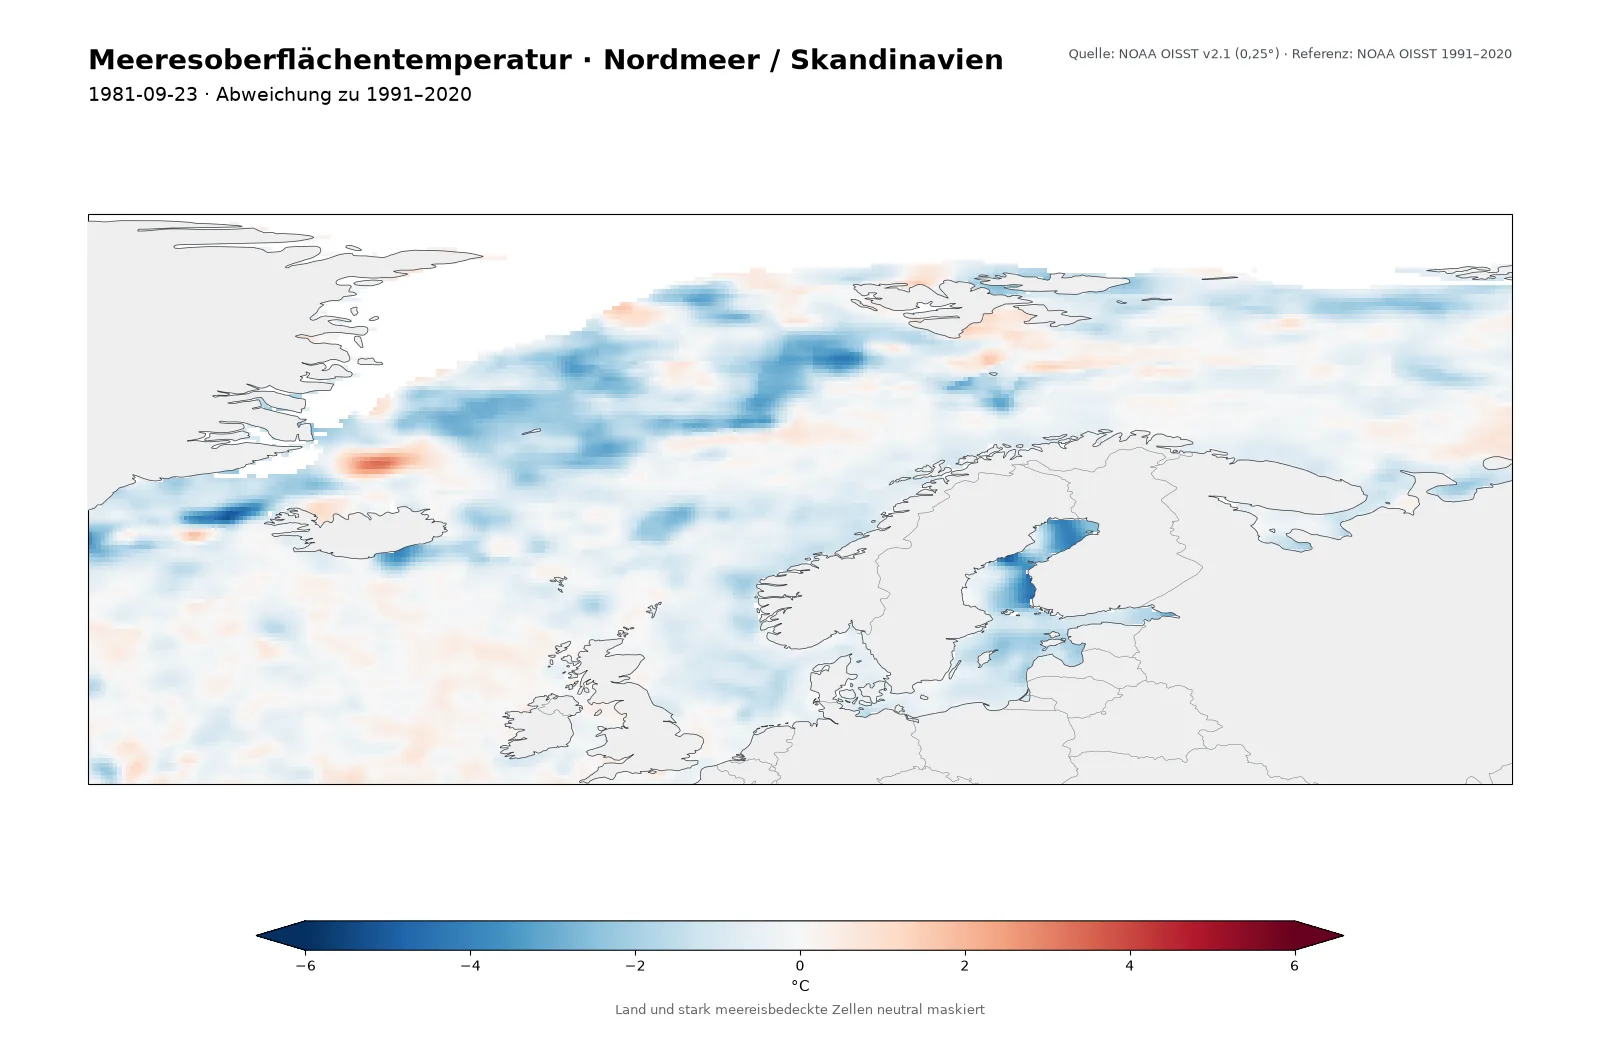 Meeresoberflächentemperatur · Nordmeer / Skandinavien
Quelle: NOAA OISST v2.1 (0,25°) · Referenz: NOAA OISST 1991–2020
1981-09-23 · Abweichung zu 1991–2020
−6 −4 −2 0 2 4 6
°C
Land und stark meereisbedeckte Zellen neutral maskiert